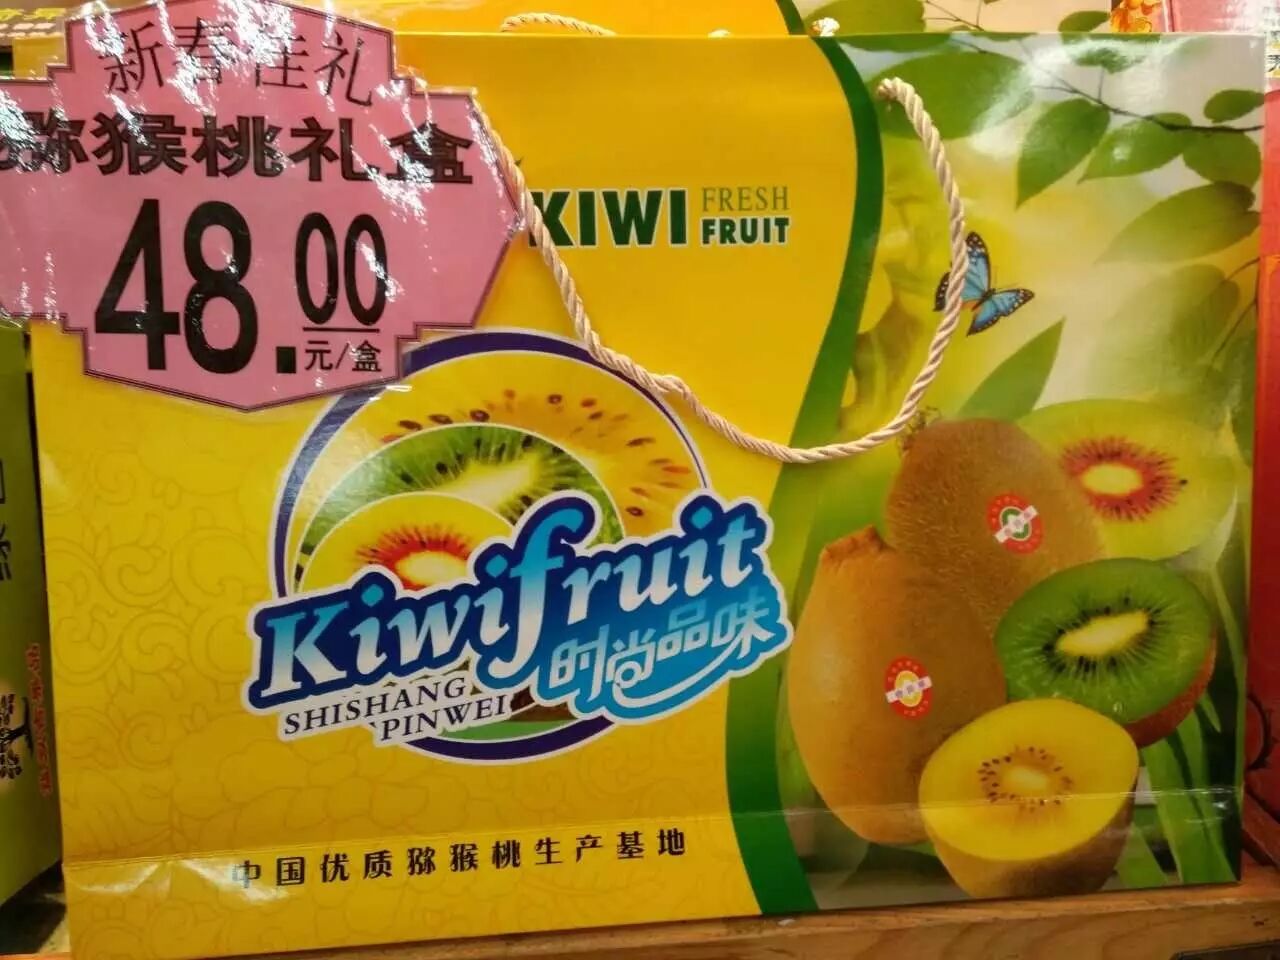 新春佳礼
猕猴桃礼盒
48.00
元/盒
KIWI FRESH
FRUIT
Kiwifruit
时尚品味
SHISHANG
PINWEI
中国优质猕猴桃生产基地